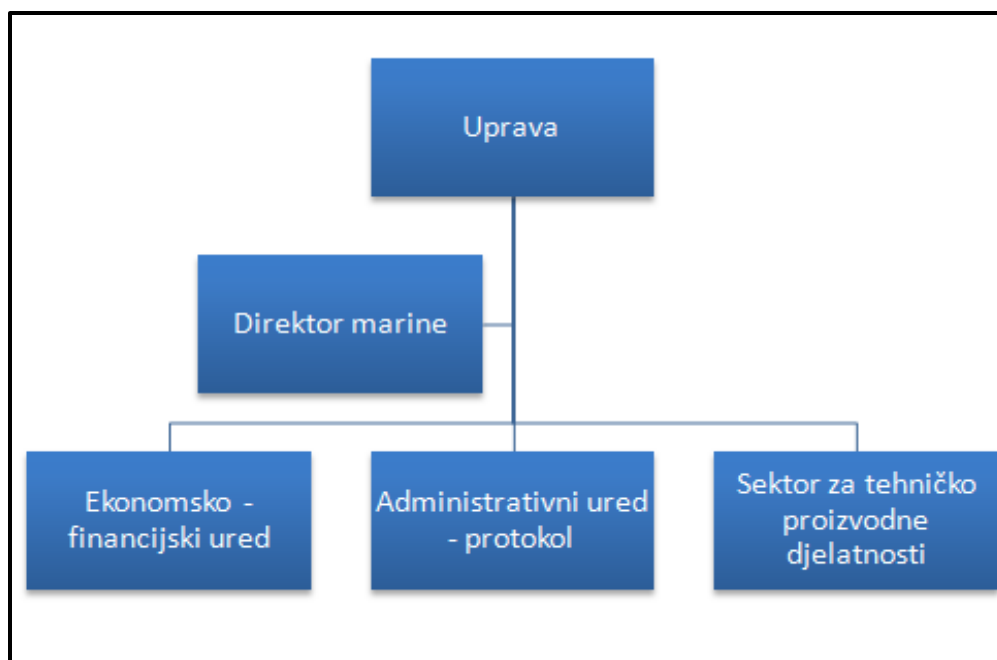 Uprava
Direktor marine
Ekonomsko -
financijski ured
Administrativni ured
- protokol
Sektor za tehničko
proizvodne
djelatnosti